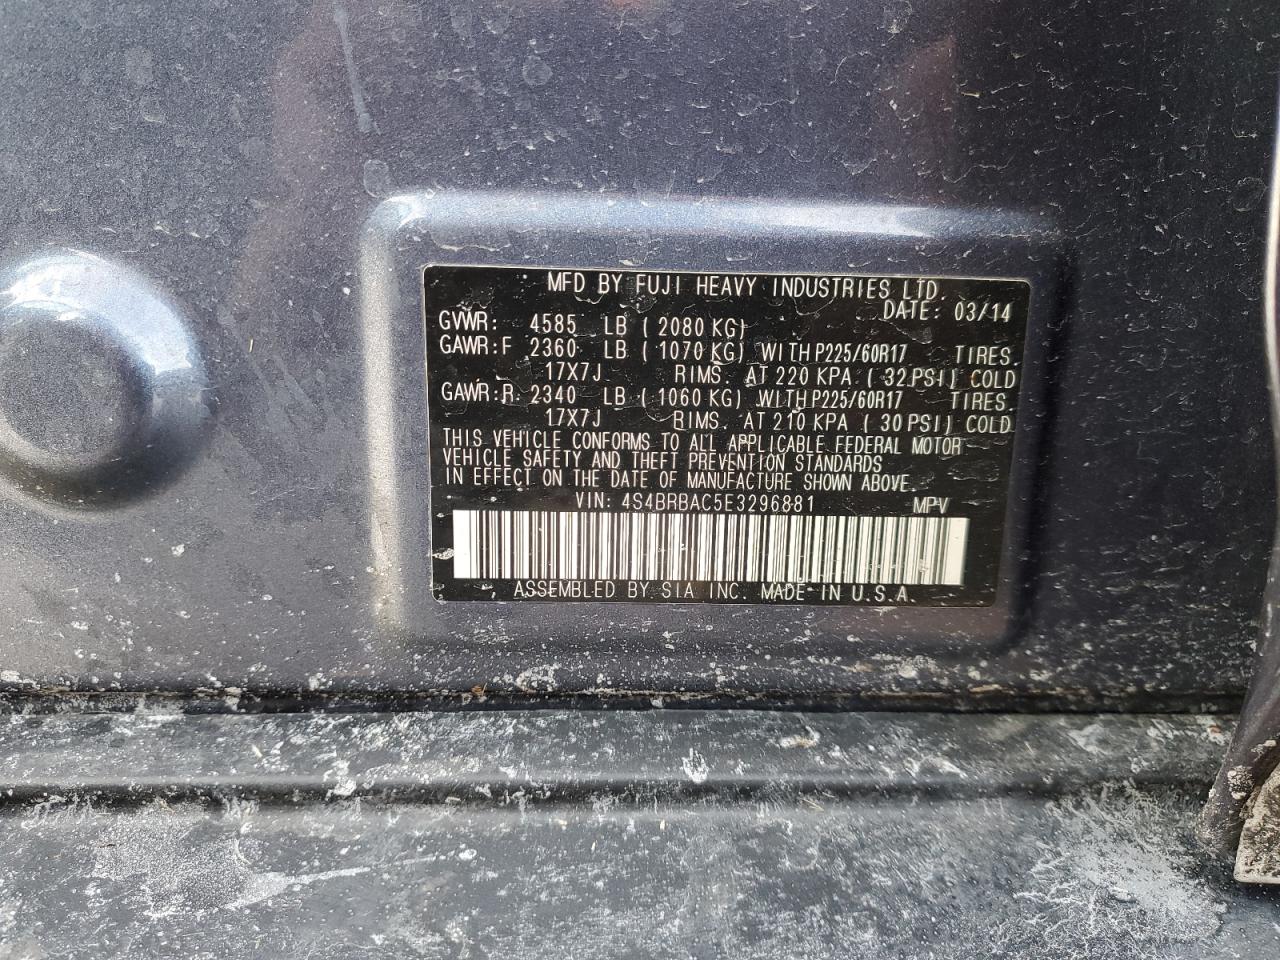 MFD BY FUJI HEAVY INDUSTRIES LTD.
DATE: 03/14
GVWR: 4585 LB (2080 KG)
GAWR:F 2360 LB (1070 KG) WITH P225/60R17 TIRES.
17X7J RIMS. AT 220 KPA (32 PSI) COLD
GAWR:R. 2340 LB (1060 KG) WITH P225/60R17 TIRES.
17X7J RIMS. AT 210 KPA (30 PSI) COLD
THIS VEHICLE CONFORMS TO ALL APPLICABLE FEDERAL MOTOR
VEHICLE SAFETY AND THEFT PREVENTION STANDARDS
IN EFFECT ON THE DATE OF MANUFACTURE SHOWN ABOVE.
VIN: 4S4BRBAC5E3296881 MPV
ASSEMBLED BY SIA INC. MADE IN U.S.A.